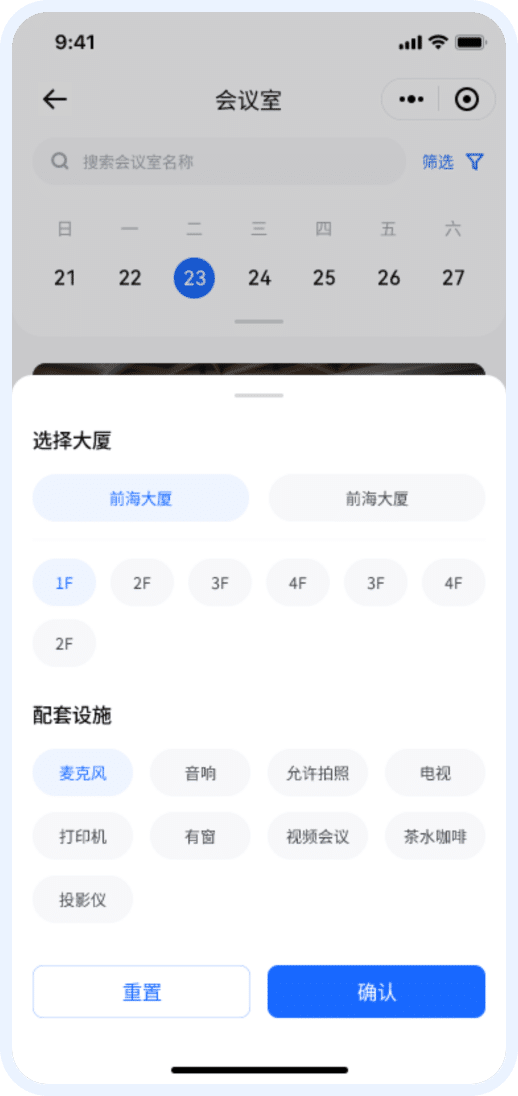 9:41
会议室
搜索会议室名称 筛选
日 一 二 三 四 五 六
21 22 23 24 25 26 27
选择大厦
前海大厦 前海大厦
1F 2F 3F 4F 3F 4F
2F
配套设施
麦克风 音响 允许拍照 电视
打印机 有窗 视频会议 茶水咖啡
投影仪
重置 确认